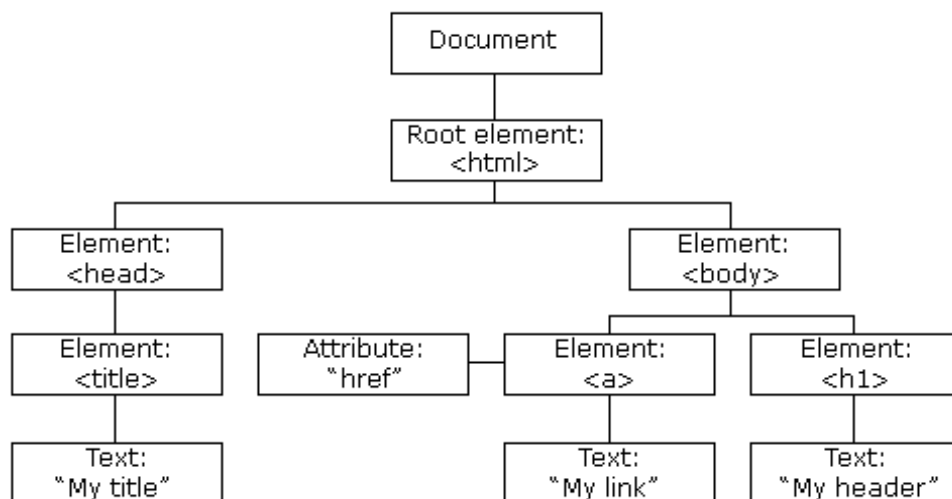 Document
Root element:
<html>
Element:
<head>
Element:
<body>
Element:
<title>
Attribute:
“href”
Element:
<a>
Element:
<h1>
Text:
“My title”
Text:
“My link”
Text:
“My header”